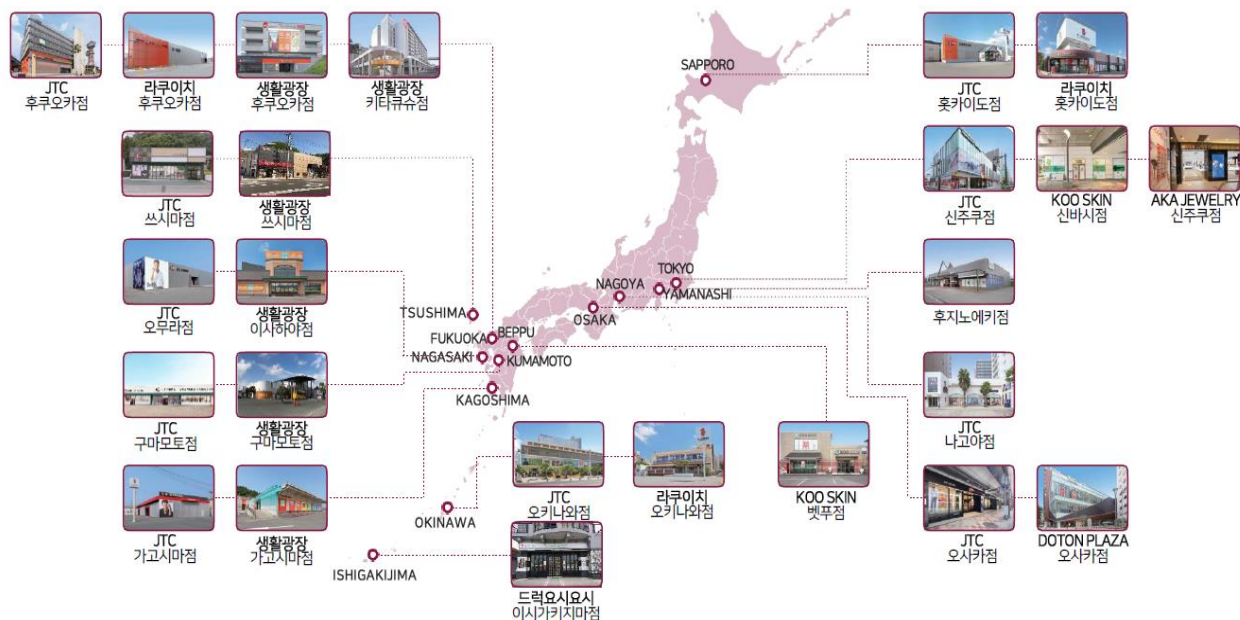 JTC
후쿠오카점
라쿠이치
후쿠오카점
생활광장
후쿠오카점
생활광장
키타큐슈점
JTC
쓰시마점
생활광장
쓰시마점
JTC
오무라점
생활광장
이사하야점
JTC
구마모토점
생활광장
구마모토점
JTC
가고시마점
생활광장
가고시마점
SAPPORO
TOKYO
NAGOYA
YAMANASHI
OSAKA
TSUSHIMA
FUKUOKA
BEPPU
NAGASAKI
KUMAMOTO
KAGOSHIMA
OKINAWA
ISHIGAKIJIMA
JTC
오키나와점
라쿠이치
오키나와점
드럭요시요시
이시가키지마점
KOO SKIN
벳푸점
JTC
홋카이도점
라쿠이치
홋카이도점
JTC
신주쿠점
KOO SKIN
신바시점
AKA JEWELRY
신주쿠점
후지노에키점
JTC
나고야점
JTC
오사카점
DOTON PLAZA
오사카점